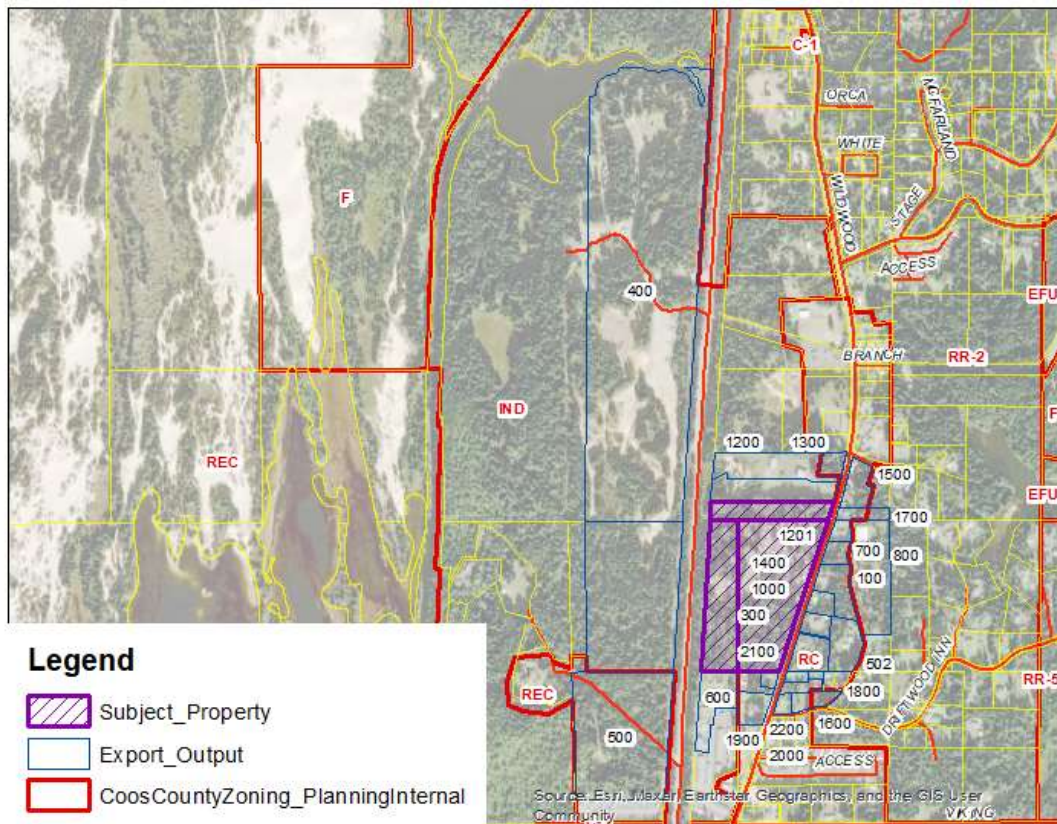 C-1
ORCA
MCFARLAND
WHITE
F
WILDWOOD
STAGE
ACCESS
400
EFU
BRANCH
RR-2
IND
F
1200
1300
REC
1500
EFU
1700
1201
700
800
1400
100
1000
300
2100
RC
502
REC
600
1800
DRIFTWOOD INN
RR-5
500
1900
2200
1600
2000
ACCESS
VIKING
Legend
Subject_Property
Export_Output
CoosCountyZoning_PlanningInternal
Source: Esri, Maxar, Earthstar Geographics, and the GIS User
Community